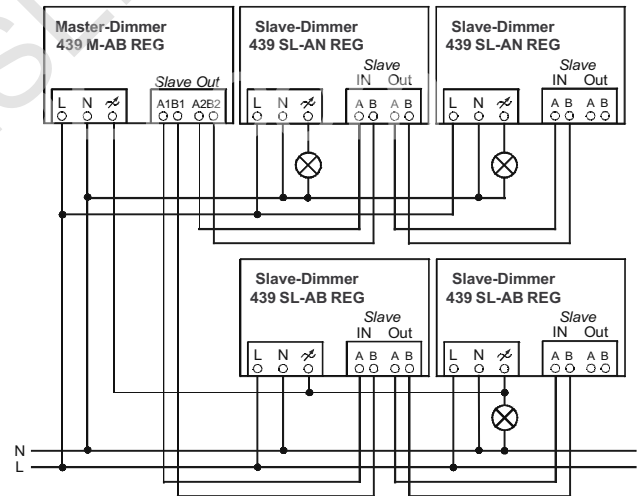 Master-Dimmer
439 M-AB REG
Slave Out
L N A1B1 A2B2
Slave-Dimmer
439 SL-AN REG
Slave
IN Out
L N A B A B
Slave-Dimmer
439 SL-AN REG
Slave
IN Out
L N A B A B
Slave-Dimmer
439 SL-AB REG
Slave
IN Out
L N A B A B
Slave-Dimmer
439 SL-AB REG
Slave
IN Out
L N A B A B
N
L